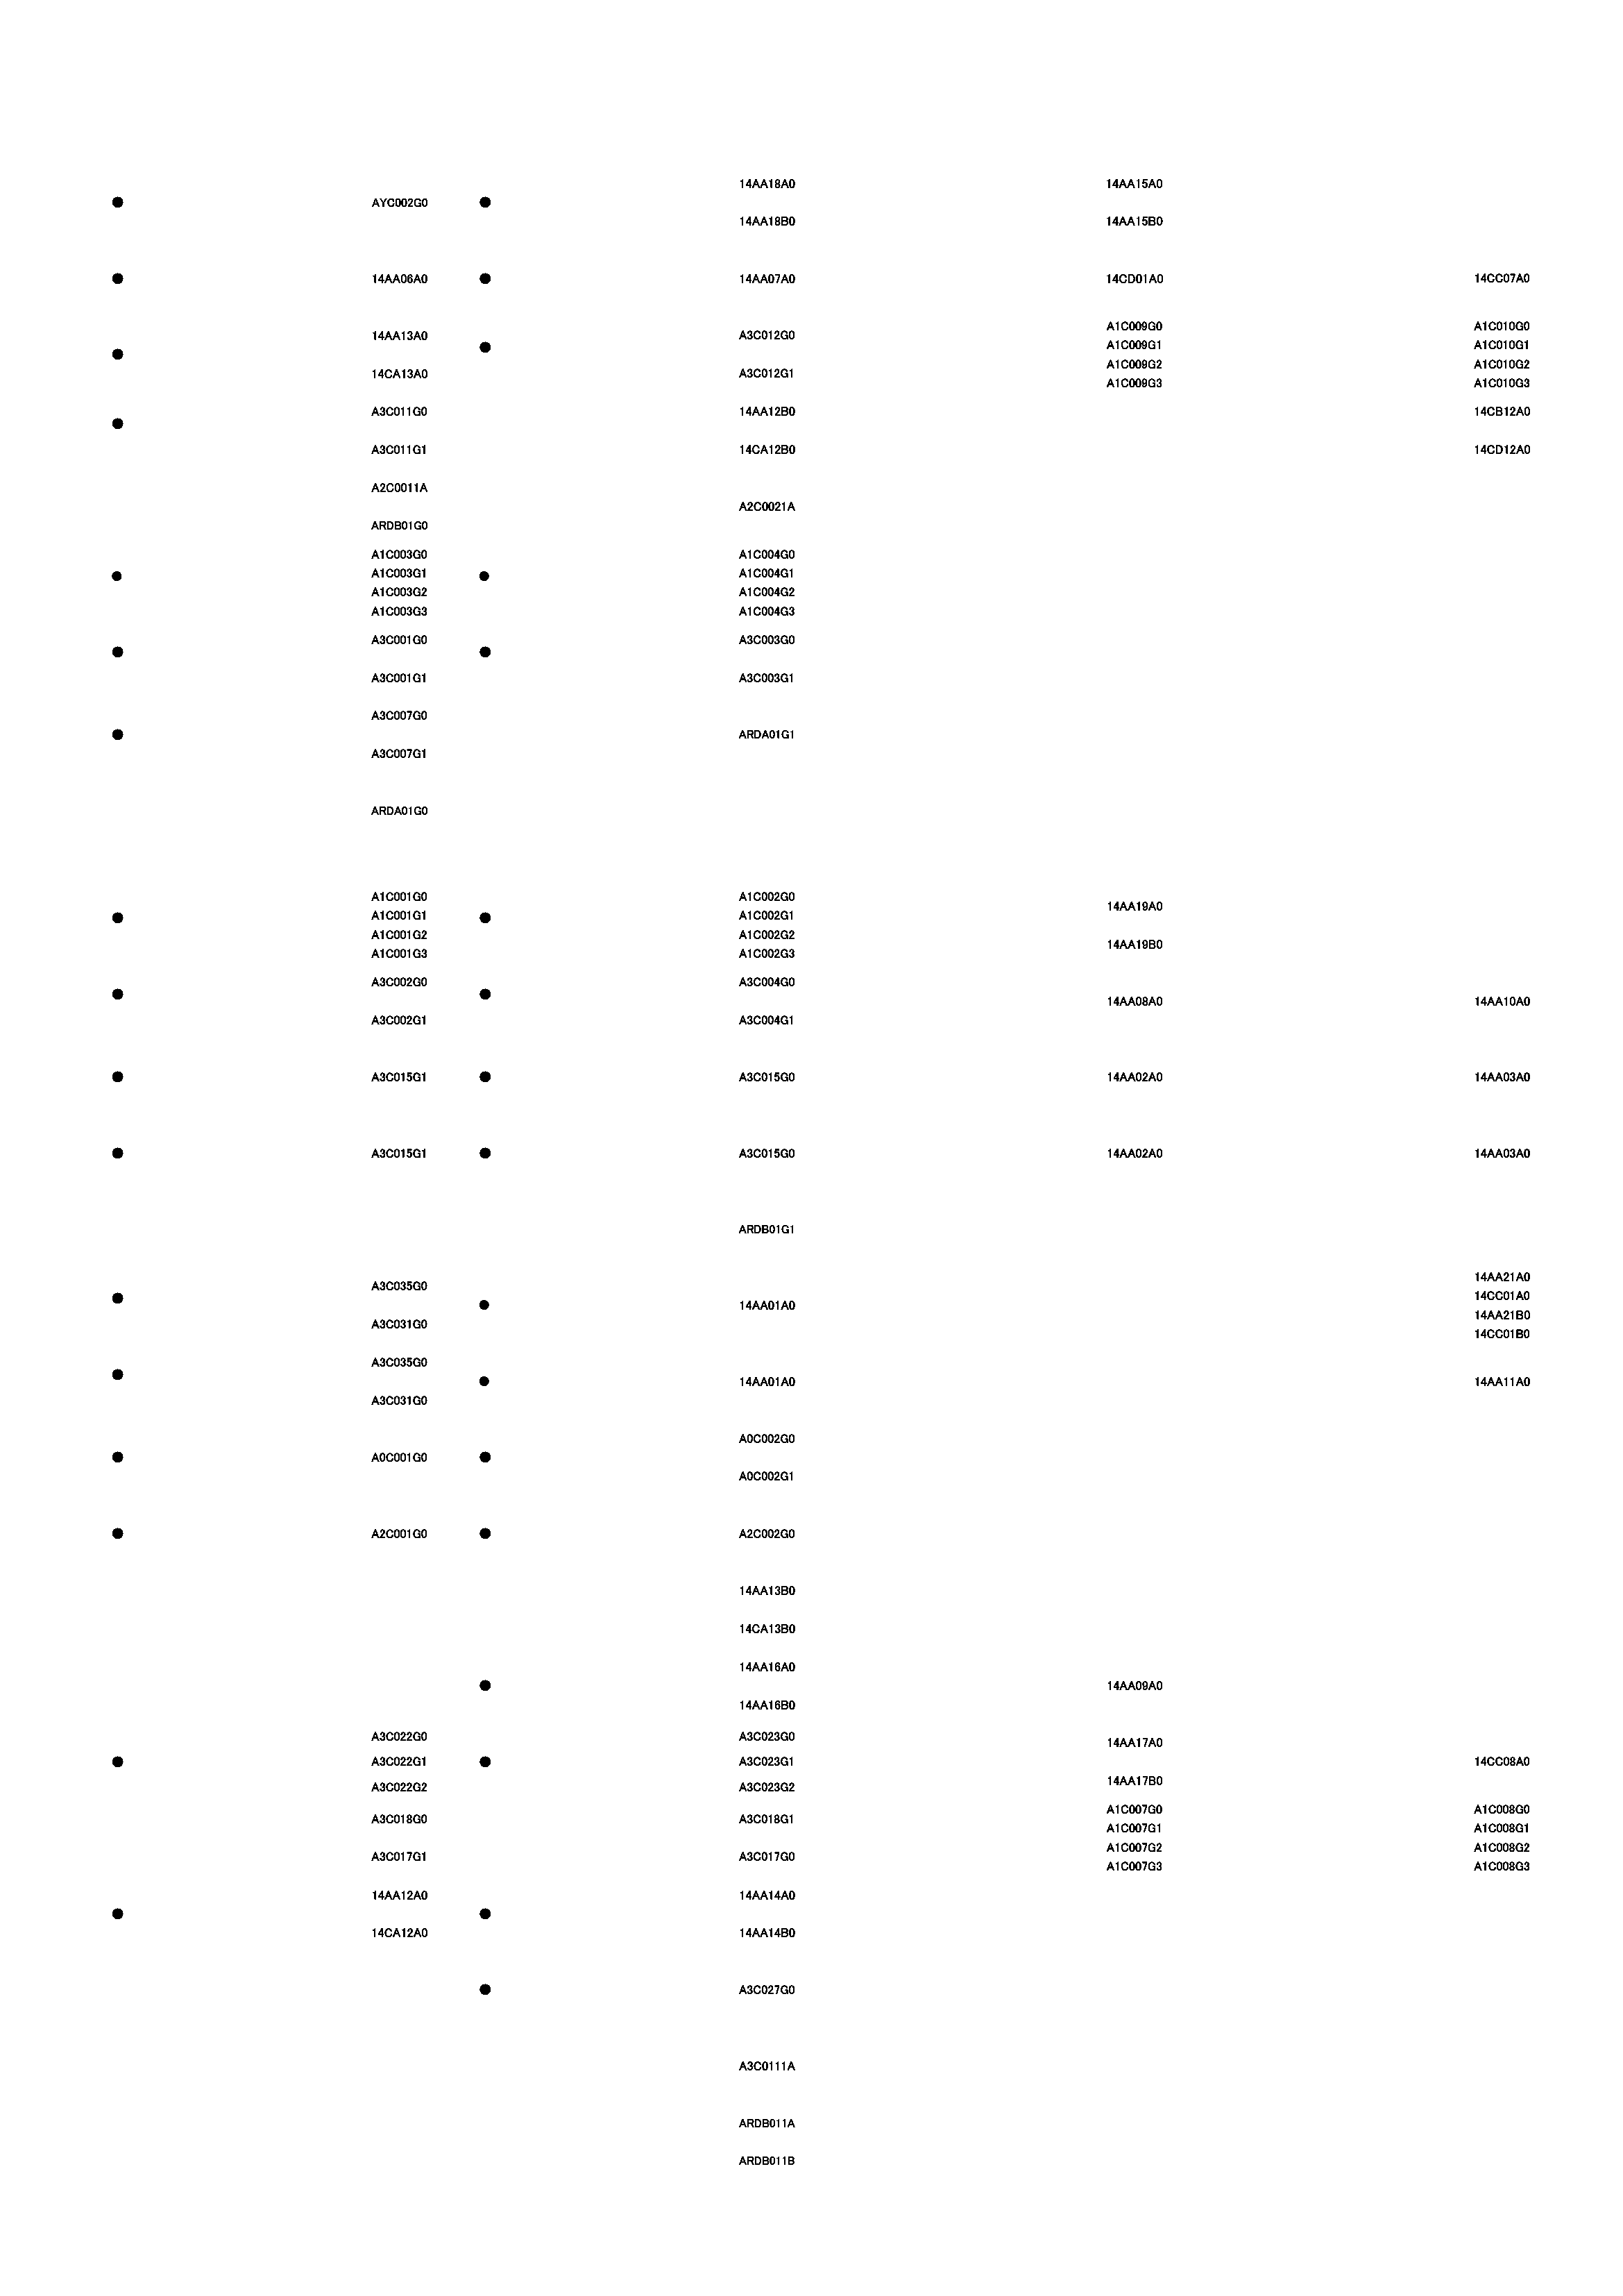 14AA18A0 14AA15A0
● AYC002G0 ●
14AA18B0 14AA15B0
● 14AA06A0 ● 14AA07A0 14CD01A0 14CC07A0
A1C009G0 A1C010G0
14AA13A0 A3C012G0
● ● A1C009G1 A1C010G1
A1C009G2 A1C010G2
14CA13A0 A3C012G1
A1C009G3 A1C010G3
A3C011G0 14AA12B0 14CB12A0
●
A3C011G1 14CA12B0 14CD12A0
A2C0011A
A2C0021A
ARDB01G0
A1C003G0 A1C004G0
● A1C003G1 ● A1C004G1
A1C003G2 A1C004G2
A1C003G3 A1C004G3
A3C001G0 A3C003G0
● ●
A3C001G1 A3C003G1
A3C007G0
● ARDA01G1
A3C007G1
ARDA01G0
A1C001G0 A1C002G0
14AA19A0
● A1C001G1 ● A1C002G1
A1C001G2 A1C002G2
14AA19B0
A1C001G3 A1C002G3
A3C002G0 A3C004G0
● ● 14AA08A0 14AA10A0
A3C002G1 A3C004G1
● A3C015G1 ● A3C015G0 14AA02A0 14AA03A0
● A3C015G1 ● A3C015G0 14AA02A0 14AA03A0
ARDB01G1
14AA21A0
A3C035G0
● 14CC01A0
● 14AA01A0
14AA21B0
A3C031G0
14CC01B0
A3C035G0
●
● 14AA01A0 14AA11A0
A3C031G0
A0C002G0
● A0C001G0 ●
A0C002G1
● A2C001G0 ● A2C002G0
14AA13B0
14CA13B0
14AA16A0
● 14AA09A0
14AA16B0
A3C022G0 A3C023G0
14AA17A0
● A3C022G1 ● A3C023G1 14CC08A0
14AA17B0
A3C022G2 A3C023G2
A1C007G0 A1C008G0
A3C018G0 A3C018G1
A1C007G1 A1C008G1
A1C007G2 A1C008G2
A3C017G1 A3C017G0
A1C007G3 A1C008G3
14AA12A0 14AA14A0
● ●
14CA12A0 14AA14B0
● A3C027G0
A3C0111A
ARDB011A
ARDB011B